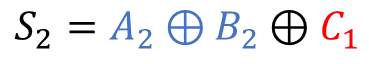 S₂ = A₂ ⊕ B₂ ⊕ C₁